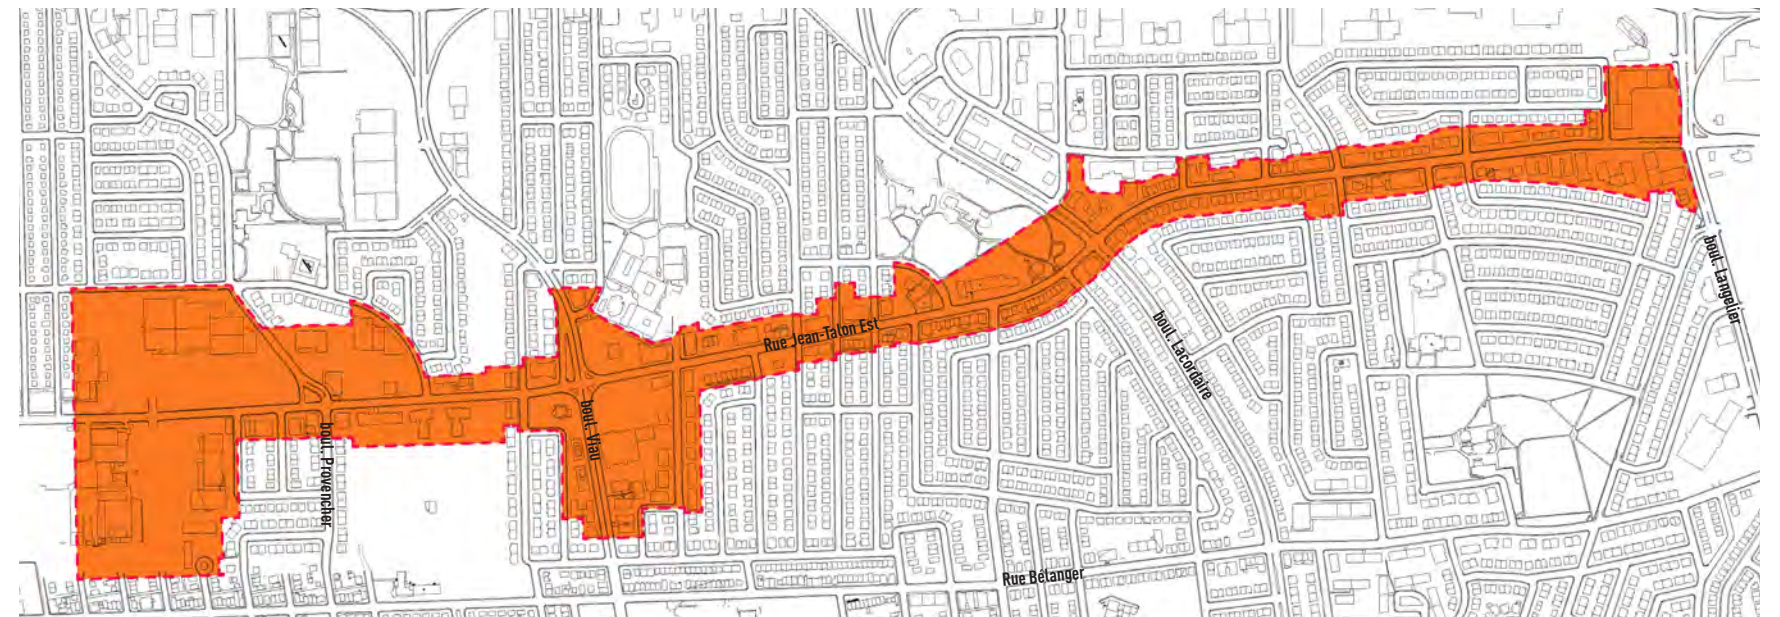 Rue Jean-Talon Est
boul. Langelier
boul. Lacordaire
boul. Viau
boul. Provencher
Rue Bélanger